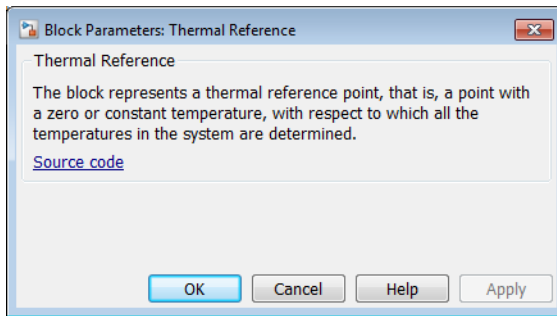 Block Parameters: Thermal Reference
Thermal Reference
The block represents a thermal reference point, that is, a point with
a zero or constant temperature, with respect to which all the
temperatures in the system are determined.
Source code
OK Cancel Help Apply